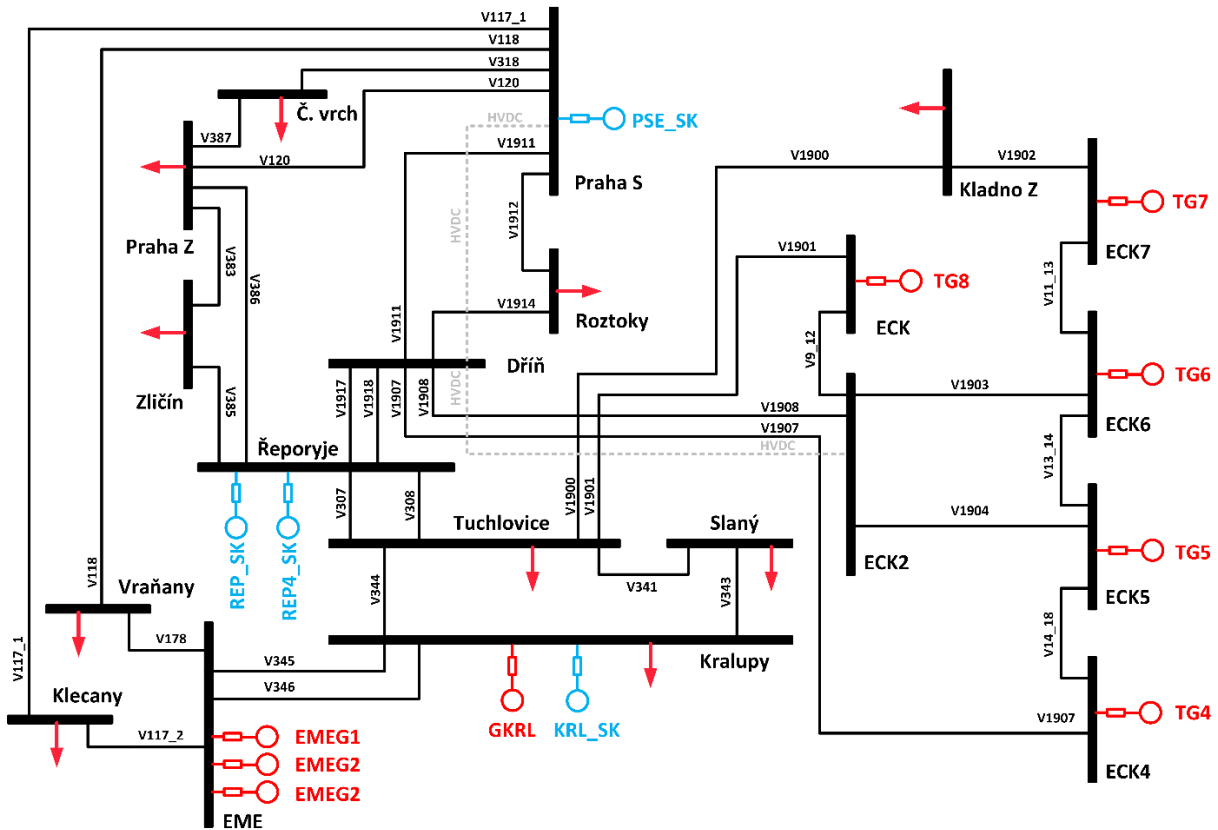 V117_1
V118
V318
V120
Č. vrch
V387
V120
HVDC
PSE_SK
V1911
Praha S
V1900
V1902
Kladno Z
TG7
Praha Z
V383
V386
HVDC
V1912
V1901
ECK7
TG8
V11_13
V1914
Roztoky
ECK
V1911
Dříň
V9_12
Zličín
V385
V1917
V1918
V1907
V1908
HVDC
V1903
TG6
V1908
V1907
HVDC
ECK6
Řeporyje
V13_14
V307
V308
V1900
V1901
Tuchlovice
Slaný
V1904
TG5
REP_SK
REP4_SK
ECK2
V118
Vraňany
V344
V341
V343
ECK5
V178
V14_18
V117_1
V345
Kralupy
Klecany
V346
GKRL
KRL_SK
V1907
TG4
V117_2
EMEG1
EMEG2
EMEG2
ECK4
EME